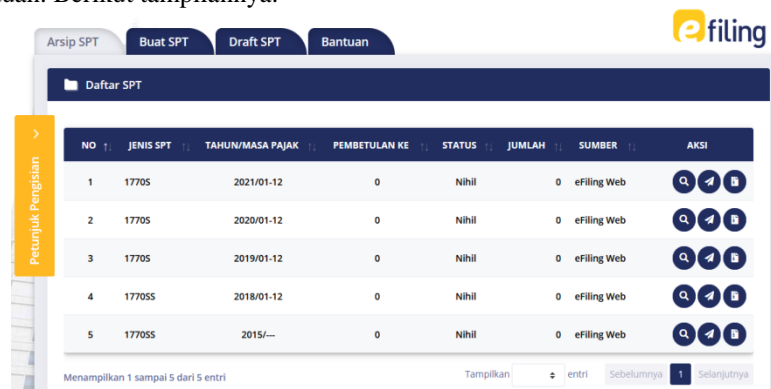 efiling
Arsip SPT Buat SPT Draft SPT Bantuan
Daftar SPT
NO JENIS SPT TAHUN/MASA PAJAK PEMBETULAN KE STATUS JUMLAH SUMBER AKSI
1 1770S 2021/01-12 0 Nihil 0 eFiling Web
2 1770S 2020/01-12 0 Nihil 0 eFiling Web
3 1770S 2019/01-12 0 Nihil 0 eFiling Web
4 1770SS 2018/01-12 0 Nihil 0 eFiling Web
5 1770SS 2015/--- 0 Nihil 0 eFiling Web
Menampilkan 1 sampai 5 dari 5 entri Tampilkan entri Sebelumnya 1 Selanjutnya
Petunjuk Pengisian